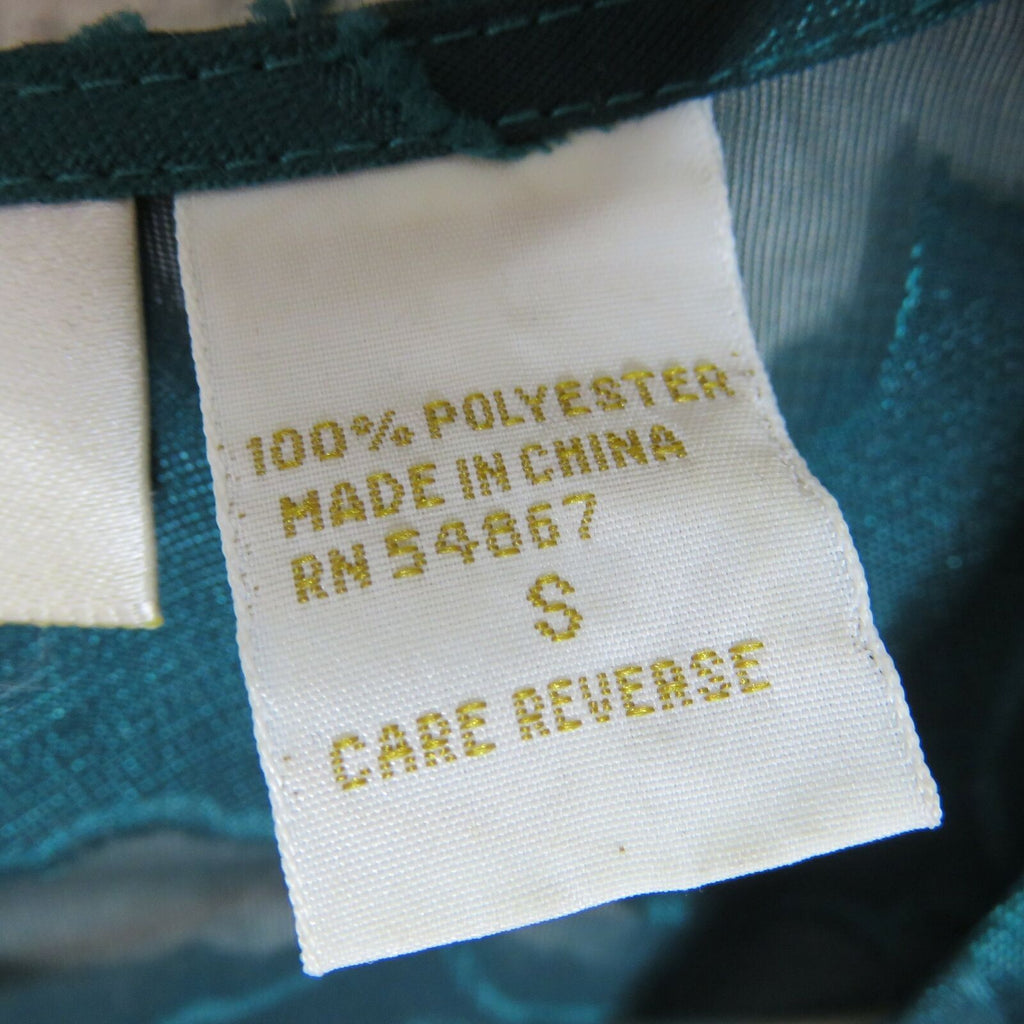 100% POLYESTER
MADE IN CHINA
RN 54867
S
CARE REVERSE